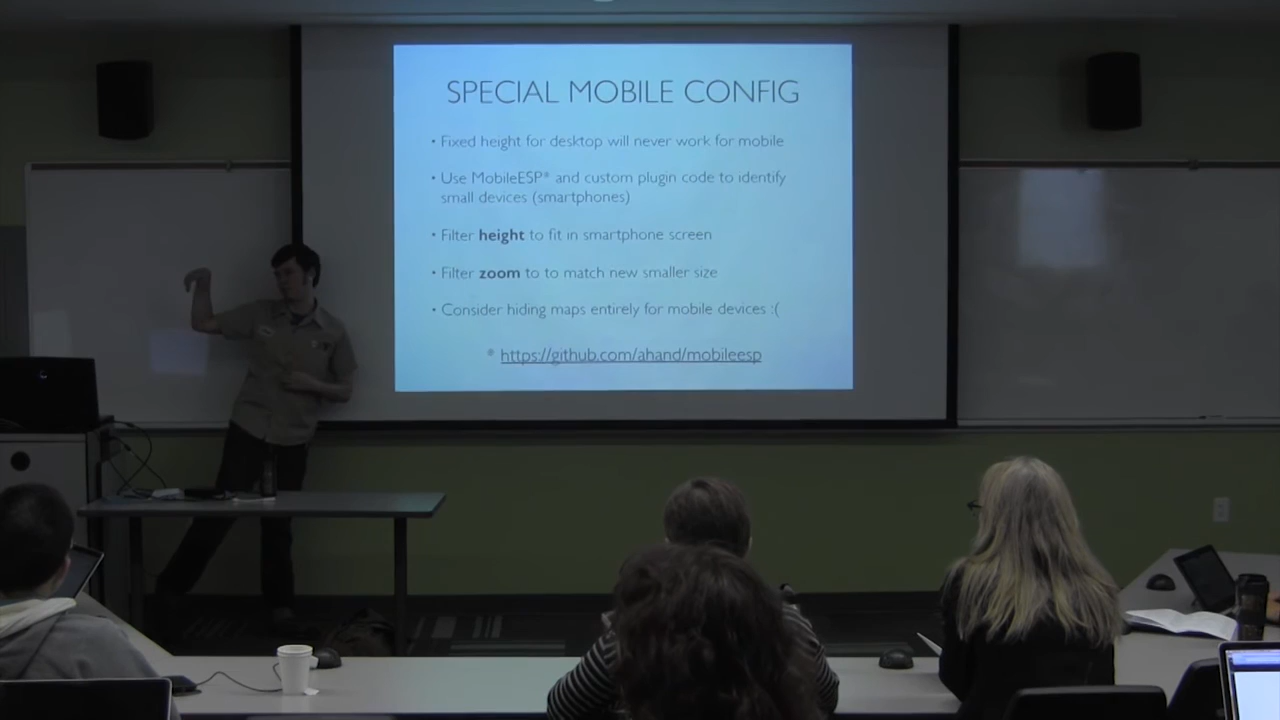 SPECIAL MOBILE CONFIG
• Fixed height for desktop will never work for mobile
• Use MobileESP* and custom plugin code to identify
small devices (smartphones)
• Filter height to fit in smartphone screen
• Filter zoom to to match new smaller size
• Consider hiding maps entirely for mobile devices :(
* https://github.com/ahand/mobileesp